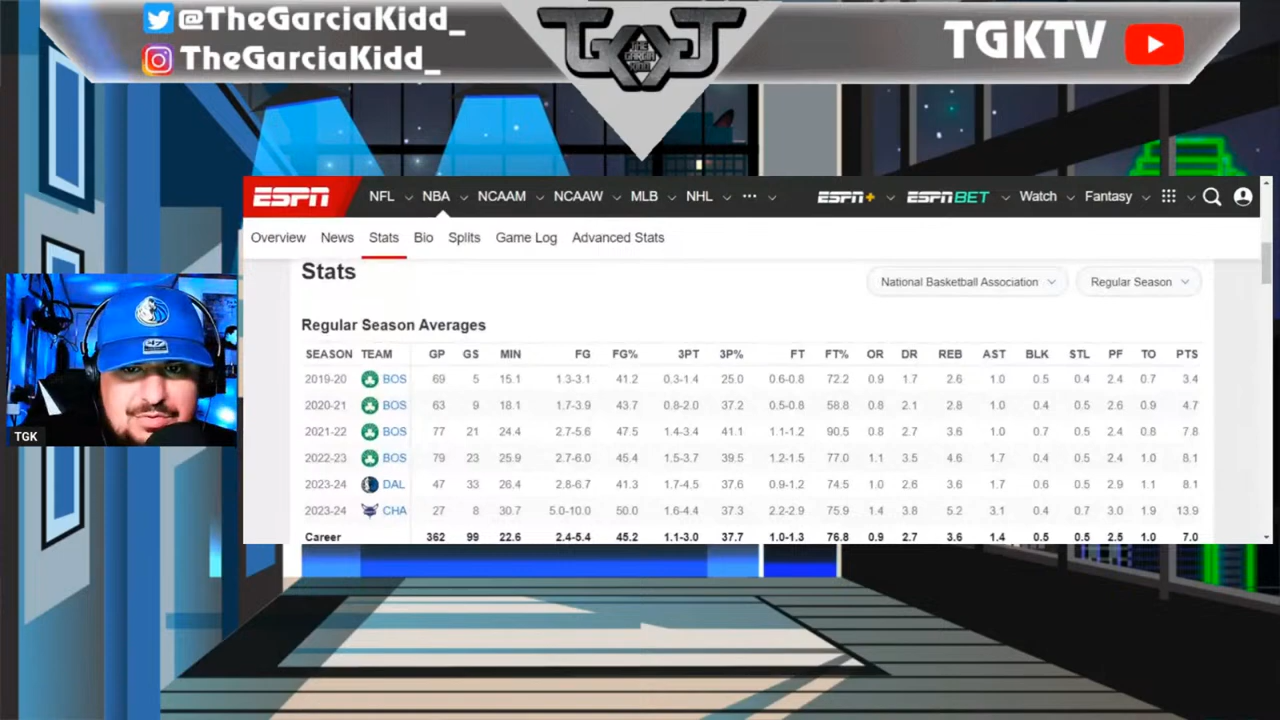 @TheGarciaKidd_
TheGarciaKidd_
TGKTV
THE
GARCIA
KIDD
ESPN NFL NBA NCAAM NCAAW MLB NHL ... ESPN+ ESPN BET Watch Fantasy
Overview News Stats Bio Splits Game Log Advanced Stats
Stats
National Basketball Association Regular Season
Regular Season Averages
SEASON TEAM GP GS MIN FG FG% 3PT 3P% FT FT% OR DR REB AST BLK STL PF TO PTS
2019-20 BOS 69 5 15.1 1.3-3.1 41.2 0.3-1.4 25.0 0.6-0.8 72.2 0.9 1.7 2.6 1.0 0.5 0.4 2.4 0.7 3.4
2020-21 BOS 63 9 18.1 1.7-3.9 43.7 0.8-2.0 37.2 0.5-0.8 58.8 0.8 2.1 2.8 1.0 0.4 0.5 2.6 0.9 4.7
2021-22 BOS 77 21 24.4 2.7-5.6 47.5 1.4-3.4 41.1 1.1-1.2 90.5 0.8 2.7 3.6 1.0 0.7 0.5 2.4 0.8 7.8
2022-23 BOS 79 23 25.9 2.7-6.0 45.4 1.5-3.7 39.5 1.2-1.5 77.0 1.1 3.5 4.6 1.7 0.4 0.5 2.4 1.0 8.1
2023-24 DAL 47 33 26.4 2.8-6.7 41.3 1.7-4.5 37.6 0.9-1.2 74.5 1.0 2.6 3.6 1.7 0.6 0.5 2.9 1.1 8.1
2023-24 CHA 27 8 30.7 5.0-10.0 50.0 1.6-4.4 37.3 2.2-2.9 75.9 1.4 3.8 5.2 3.1 0.4 0.7 3.0 1.9 13.9
Career 362 99 22.6 2.4-5.4 45.2 1.1-3.0 37.7 1.0-1.3 76.8 0.9 2.7 3.6 1.4 0.5 0.5 2.5 1.0 7.0
47
TGK